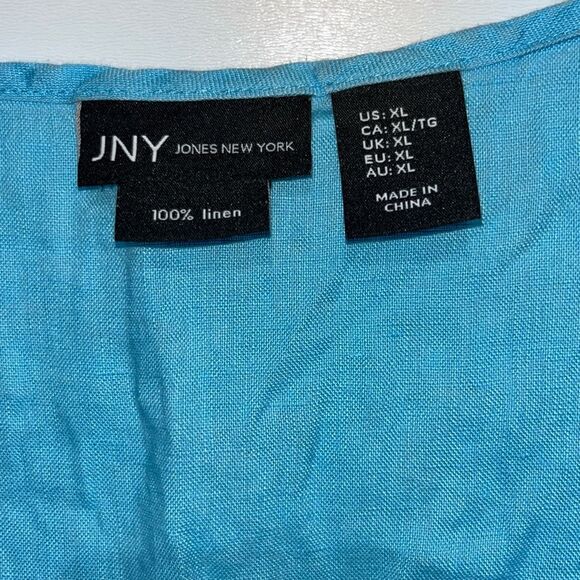 JNY JONES NEW YORK
100% linen
US: XL
CA: XL/TG
UK: XL
EU: XL
AU: XL
MADE IN
CHINA